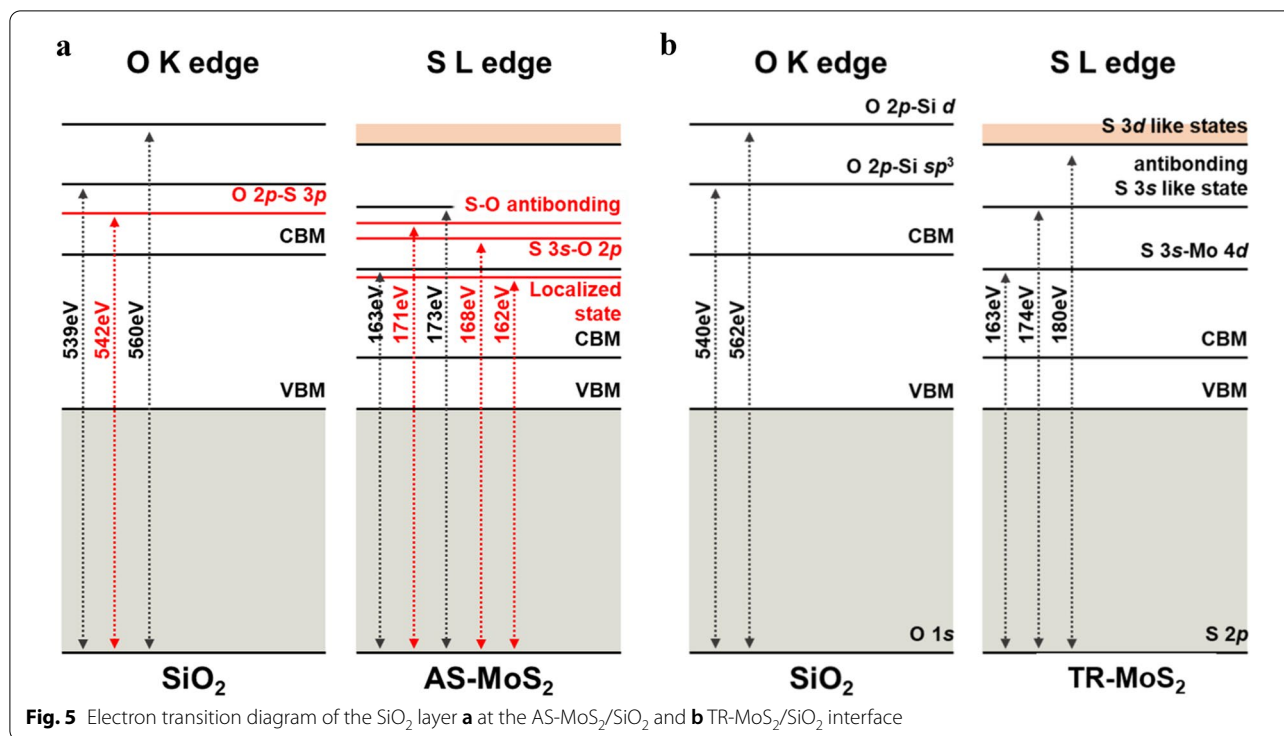 a
O K edge
S L edge
O 2p-S 3p
CBM
539eV
542eV
560eV
VBM
SiO₂
S-O antibonding
S 3s-O 2p
Localized
state
163eV
171eV
173eV
168eV
162eV
CBM
VBM
AS-MoS₂
b
O K edge
S L edge
O 2p-Si d
O 2p-Si sp³
CBM
540eV
562eV
VBM
O 1s
SiO₂
S 3d like states
antibonding
S 3s like state
S 3s-Mo 4d
163eV
174eV
180eV
CBM
VBM
S 2p
TR-MoS₂
Fig. 5 Electron transition diagram of the SiO₂ layer a at the AS-MoS₂/SiO₂ and b TR-MoS₂/SiO₂ interface